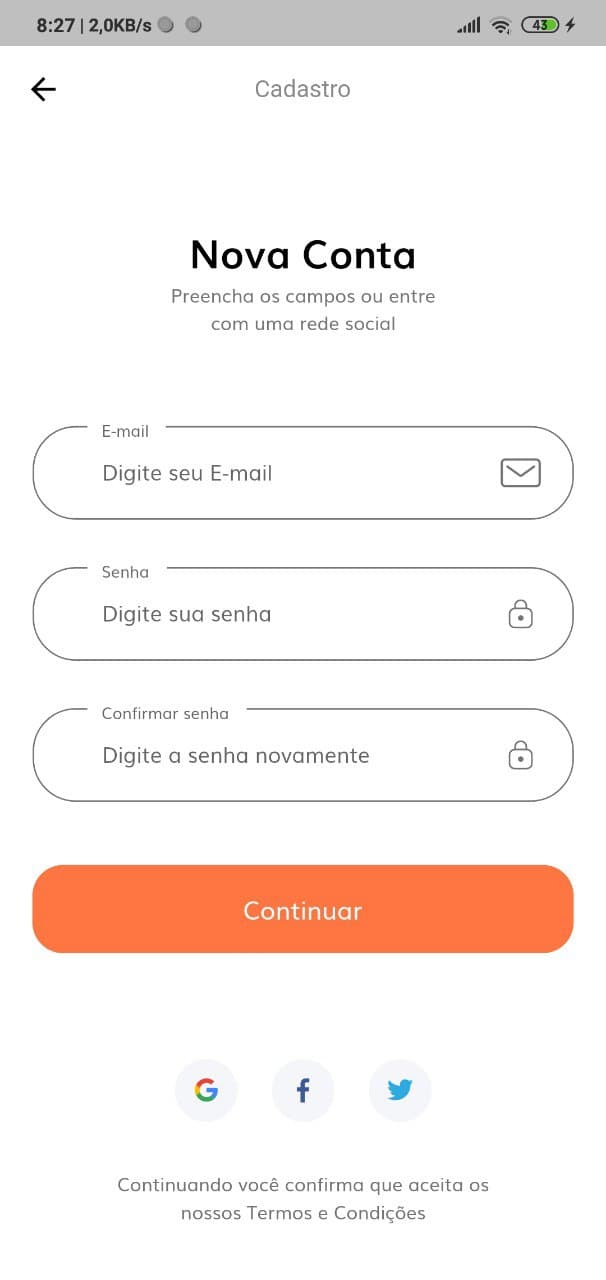 8:27 | 2,0KB/s 43
Cadastro
Nova Conta
Preencha os campos ou entre
com uma rede social
E-mail
Digite seu E-mail
Senha
Digite sua senha
Confirmar senha
Digite a senha novamente
Continuar
Continuando você confirma que aceita os
nossos Termos e Condições